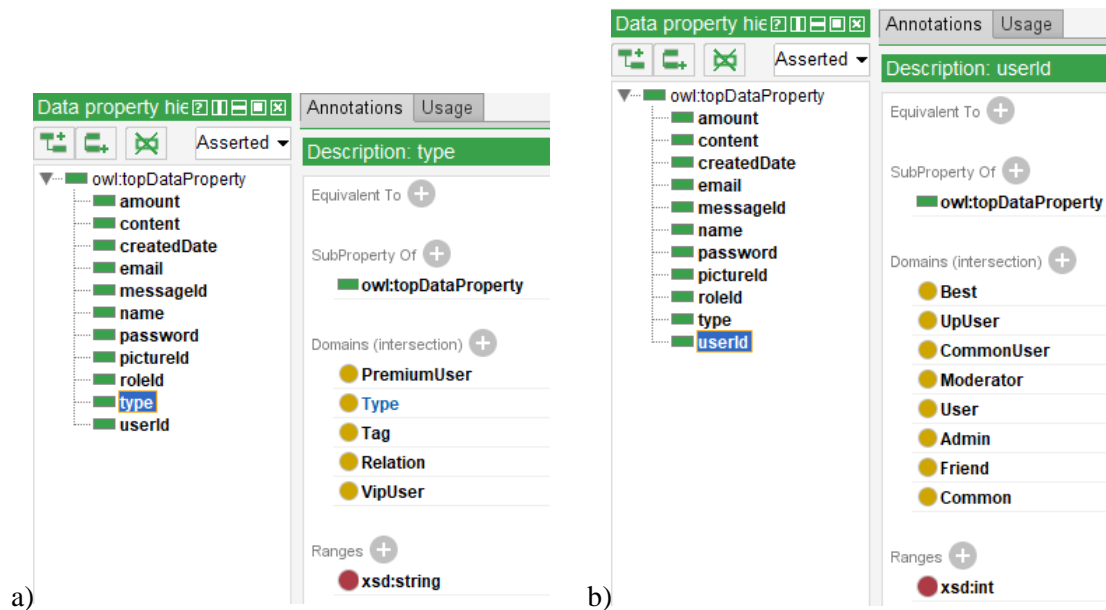 Data property hie
Asserted
owl:topDataProperty
amount
content
createdDate
email
messageId
name
password
pictureId
roleId
type
userId
Annotations Usage
Description: type
Equivalent To
SubProperty Of
owl:topDataProperty
Domains (intersection)
PremiumUser
Type
Tag
Relation
VipUser
Ranges
xsd:string
a)
Data property hie
Asserted
owl:topDataProperty
amount
content
createdDate
email
messageId
name
password
pictureId
roleId
type
userId
Annotations Usage
Description: userId
Equivalent To
SubProperty Of
owl:topDataProperty
Domains (intersection)
Best
UpUser
CommonUser
Moderator
User
Admin
Friend
Common
Ranges
xsd:int
b)